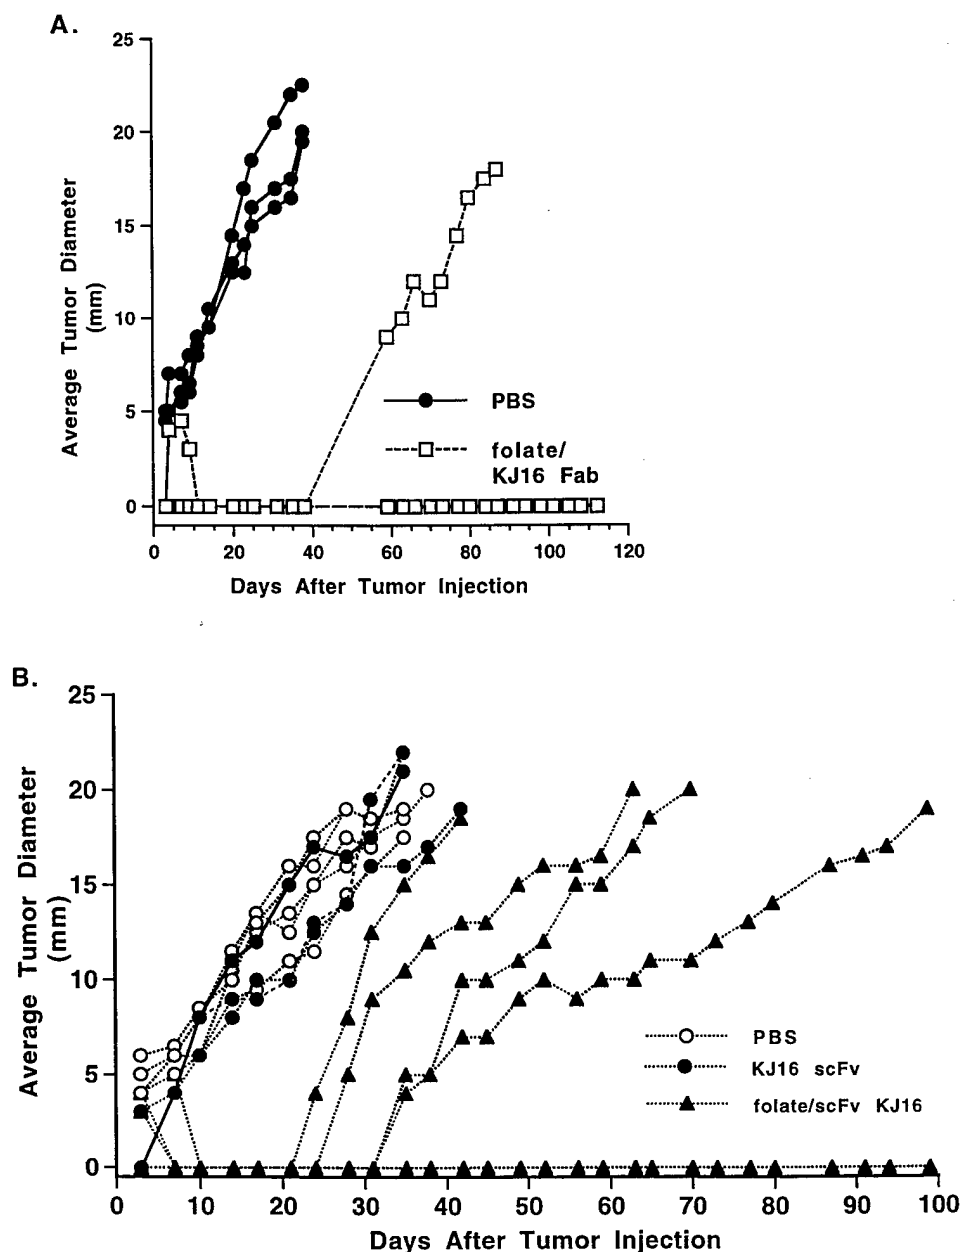 A.
25
20
15
10
5
0
Average Tumor Diameter
(mm)
PBS
folate/
KJ16 Fab
0 20 40 60 80 100 120
Days After Tumor Injection
B.
25
20
15
10
5
0
Average Tumor Diameter
(mm)
PBS
KJ16 scFv
folate/scFv KJ16
0 10 20 30 40 50 60 70 80 90 100
Days After Tumor Injection